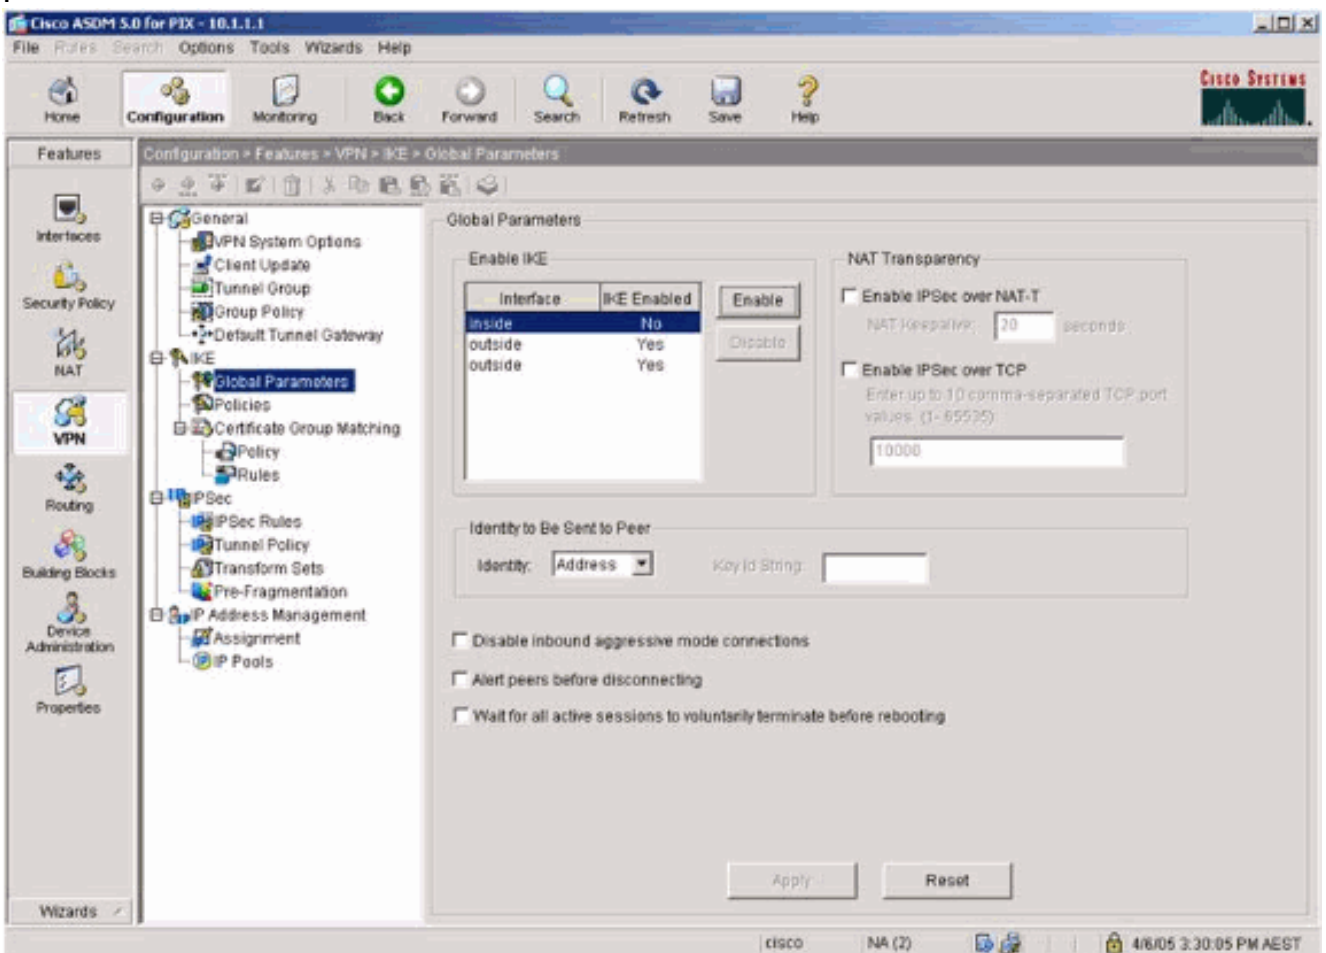 Cisco ASDM 5.0 for PIX - 10.1.1.1
File Rules Search Options Tools Wizards Help
Home Configuration Monitoring Back Forward Search Refresh Save Help
CISCO SYSTEMS
Features
Configuration > Features > VPN > IKE > Global Parameters
Interfaces
Security Policy
NAT
VPN
Routing
Building Blocks
Device
Administration
Properties
Wizards
General
VPN System Options
Client Update
Tunnel Group
Group Policy
Default Tunnel Gateway
IKE
Global Parameters
Policies
Certificate Group Matching
Policy
Rules
IPSec
IPSec Rules
Tunnel Policy
Transform Sets
Pre-Fragmentation
IP Address Management
Assignment
IP Pools
Global Parameters
Enable IKE
Interface IKE Enabled
inside No
outside Yes
outside Yes
Enable
Disable
NAT Transparency
Enable IPSec over NAT-T
NAT Keepalive: 20 seconds
Enable IPSec over TCP
Enter up to 10 comma-separated TCP port
values (1- 65535)
10000
Identity to Be Sent to Peer
Identity: Address Key Id String:
Disable inbound aggressive mode connections
Alert peers before disconnecting
Wait for all active sessions to voluntarily terminate before rebooting
Apply Reset
cisco NA (2) 4/6/05 3:30:05 PM AEST